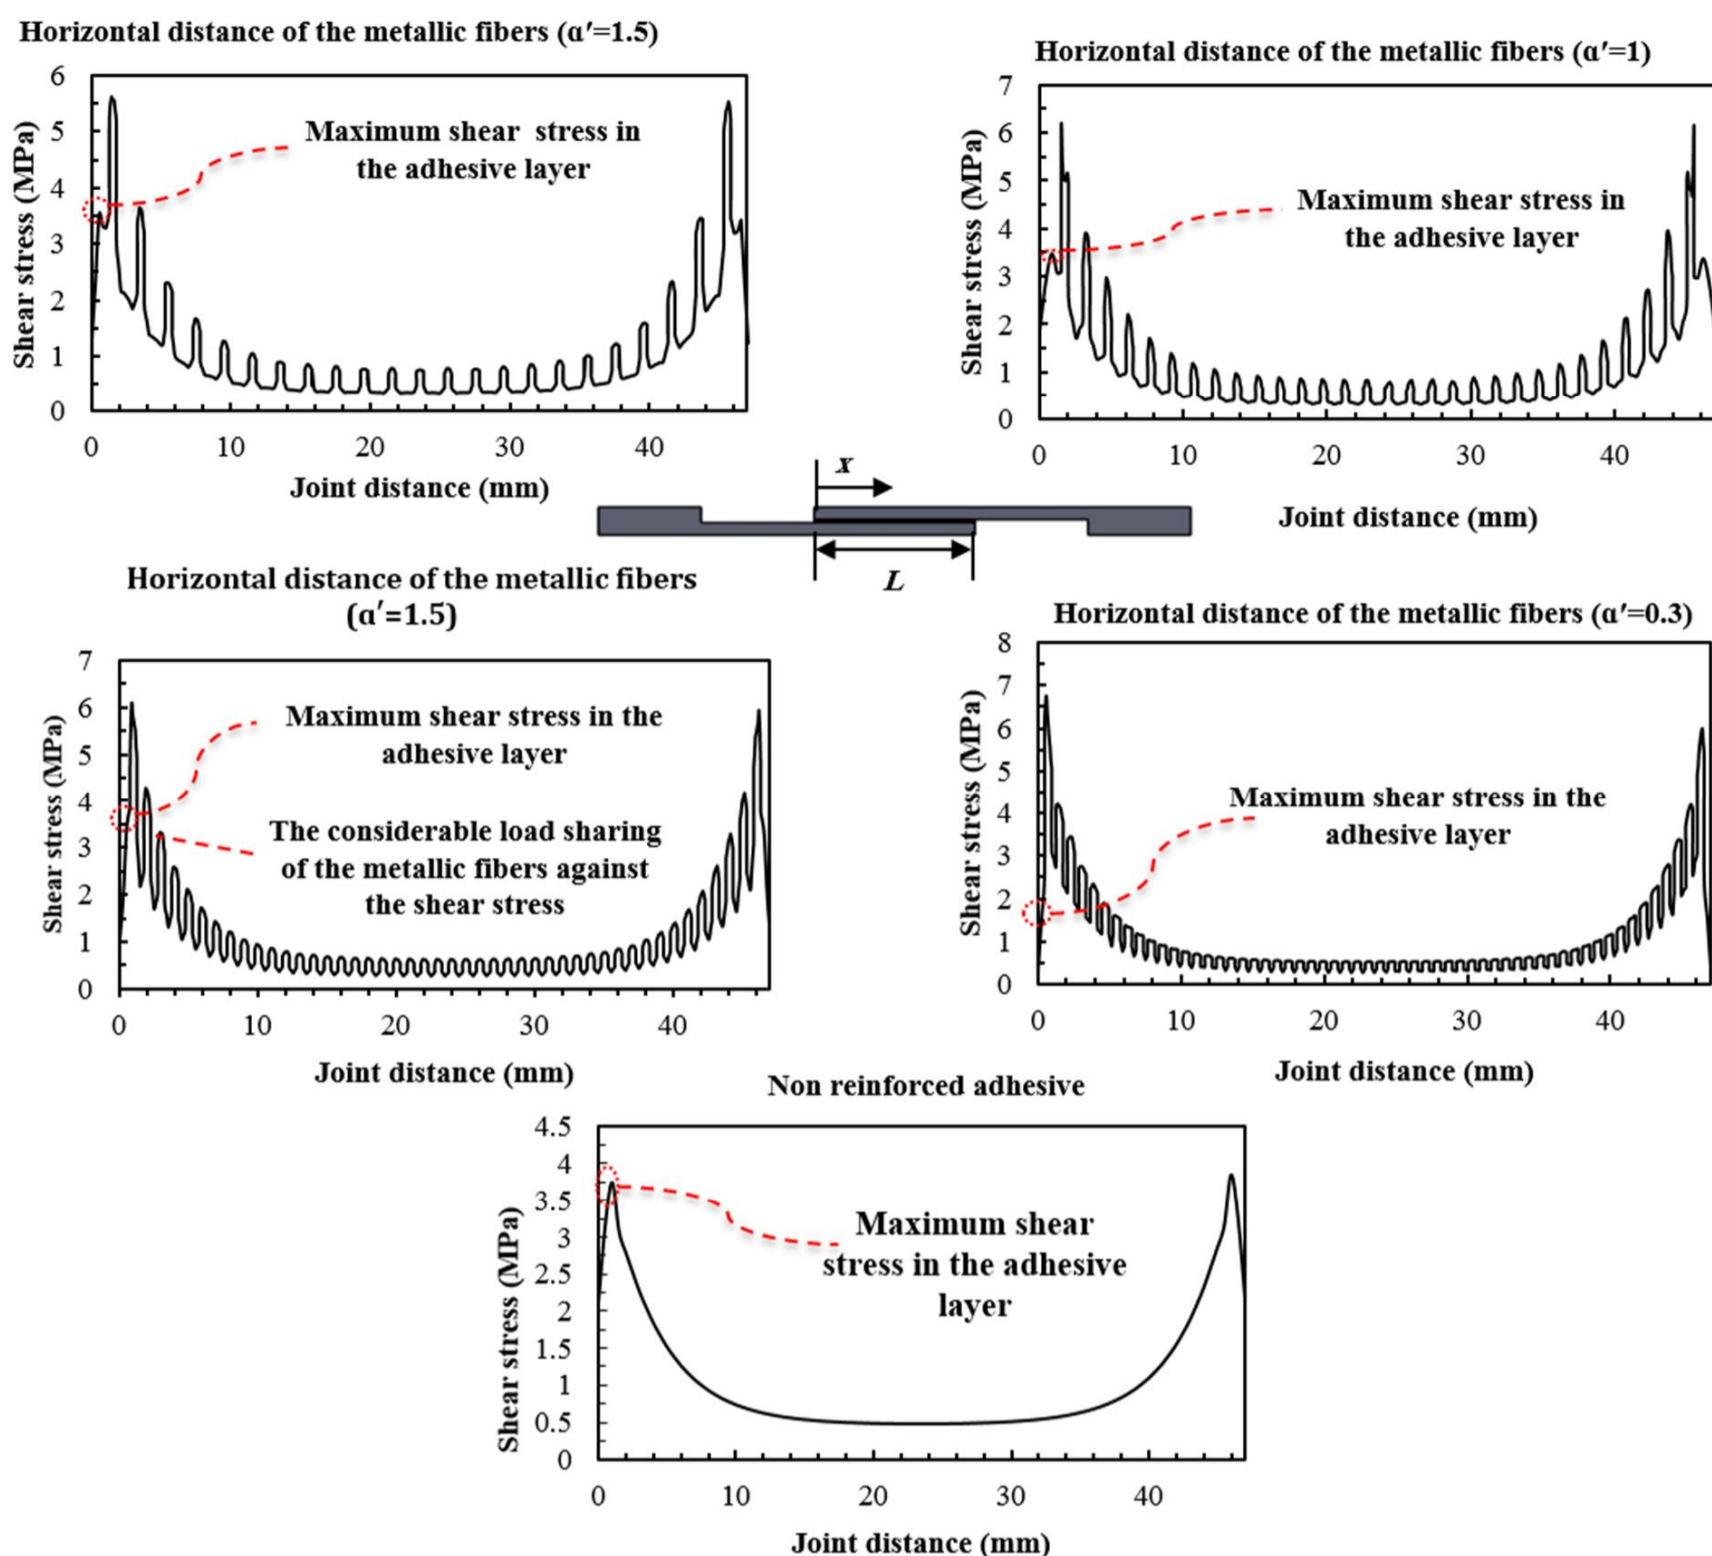 Horizontal distance of the metallic fibers (α′=1.5)
Shear stress (MPa)
6
5
4
3
2
1
0
Maximum shear stress in
the adhesive layer
0
10
20
30
40
Joint distance (mm)
Horizontal distance of the metallic fibers (α′=1)
Shear stress (MPa)
7
6
5
4
3
2
1
0
Maximum shear stress in
the adhesive layer
0
10
20
30
40
Joint distance (mm)
x
L
Horizontal distance of the metallic fibers
(α′=1.5)
Shear stress (MPa)
7
6
5
4
3
2
1
0
Maximum shear stress in the
adhesive layer
The considerable load sharing
of the metallic fibers against
the shear stress
0
10
20
30
40
Joint distance (mm)
Horizontal distance of the metallic fibers (α′=0.3)
Shear stress (MPa)
8
7
6
5
4
3
2
1
0
Maximum shear stress in the
adhesive layer
0
10
20
30
40
Joint distance (mm)
Non reinforced adhesive
Shear stress (MPa)
4.5
4
3.5
3
2.5
2
1.5
1
0.5
0
Maximum shear
stress in the adhesive
layer
0
10
20
30
40
Joint distance (mm)